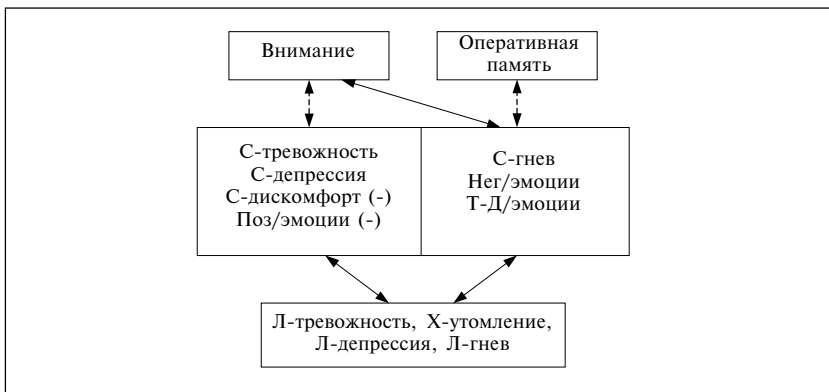 Внимание
Оперативная
память
С-тревожность
С-депрессия
С-дискомфорт (-)
Поз/эмоции (-)
С-гнев
Нег/эмоции
Т-Д/эмоции
Л-тревожность, Х-утомление,
Л-депрессия, Л-гнев